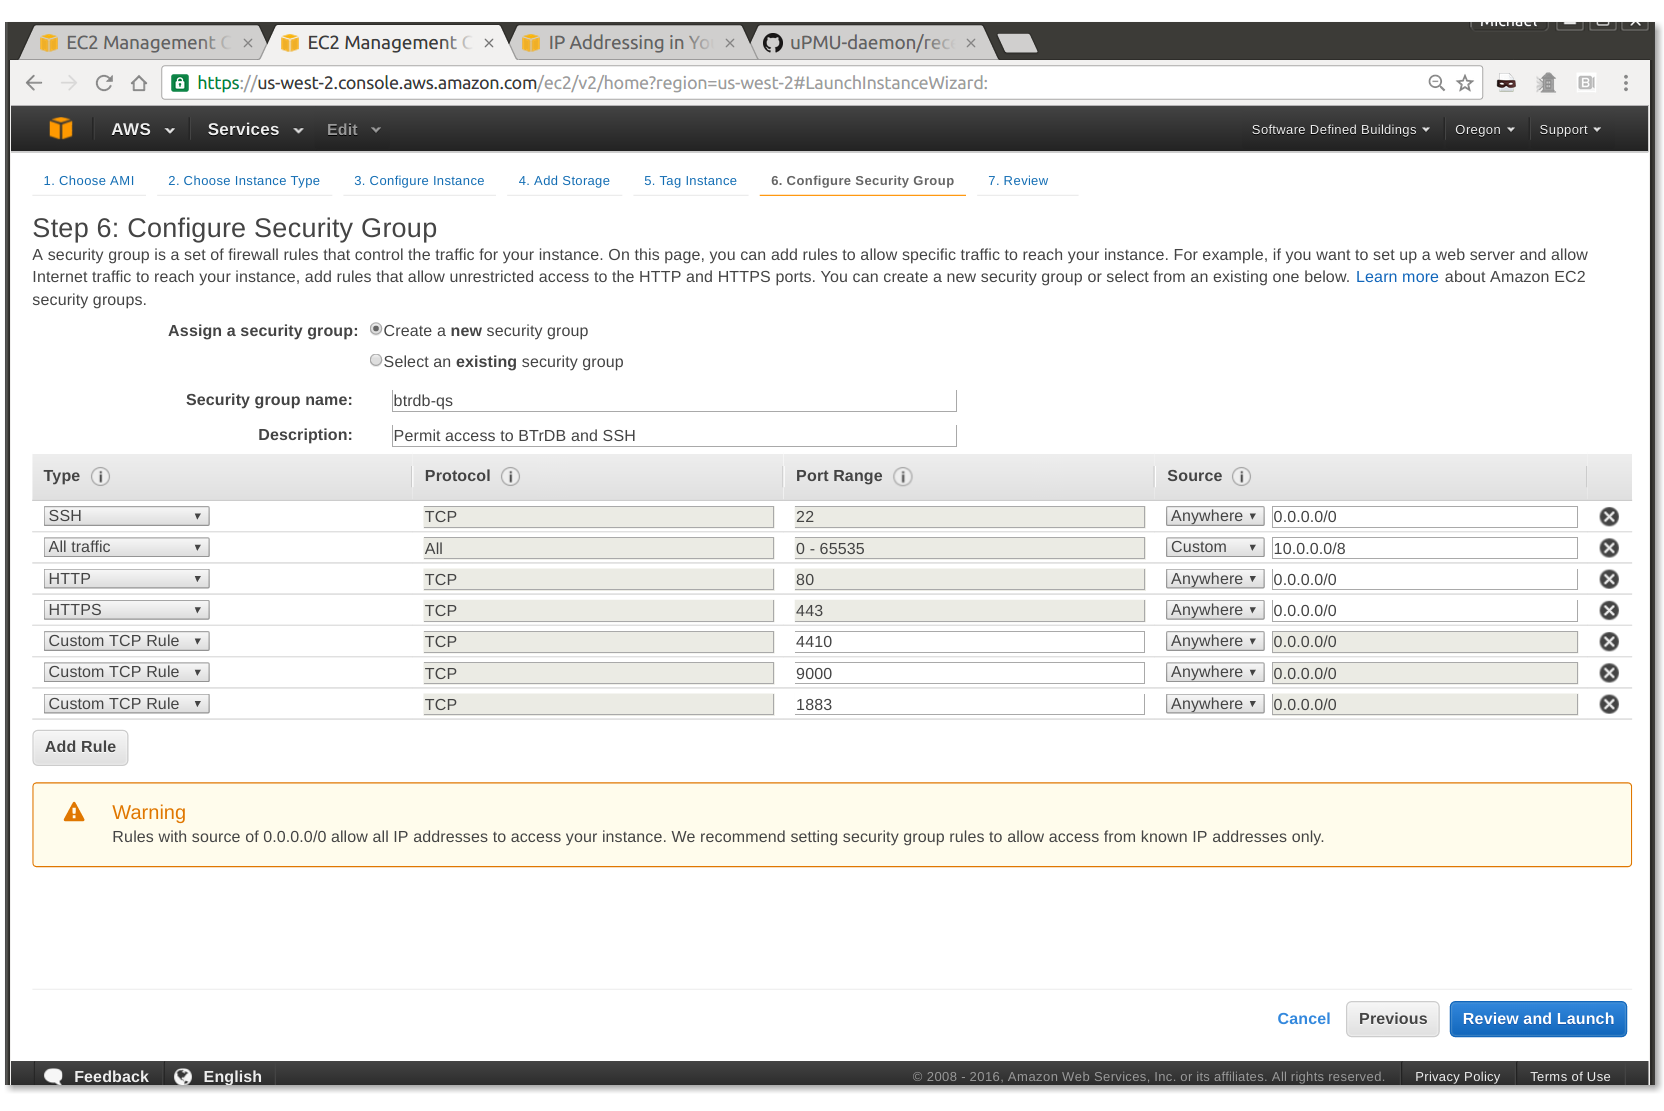 Michael
EC2 Management C
EC2 Management C
IP Addressing in Yo
uPMU-daemon/rec
https://us-west-2.console.aws.amazon.com/ec2/v2/home?region=us-west-2#LaunchInstanceWizard:
AWS Services Edit Software Defined Buildings Oregon Support
1. Choose AMI 2. Choose Instance Type 3. Configure Instance 4. Add Storage 5. Tag Instance 6. Configure Security Group 7. Review
Step 6: Configure Security Group
A security group is a set of firewall rules that control the traffic for your instance. On this page, you can add rules to allow specific traffic to reach your instance. For example, if you want to set up a web server and allow
Internet traffic to reach your instance, add rules that allow unrestricted access to the HTTP and HTTPS ports. You can create a new security group or select from an existing one below. Learn more about Amazon EC2
security groups.
Assign a security group: Create a new security group
Select an existing security group
Security group name: btrdb-qs
Description: Permit access to BTrDB and SSH
Type i Protocol i Port Range i Source i
SSH TCP 22 Anywhere 0.0.0.0/0
All traffic All 0 - 65535 Custom 10.0.0.0/8
HTTP TCP 80 Anywhere 0.0.0.0/0
HTTPS TCP 443 Anywhere 0.0.0.0/0
Custom TCP Rule TCP 4410 Anywhere 0.0.0.0/0
Custom TCP Rule TCP 9000 Anywhere 0.0.0.0/0
Custom TCP Rule TCP 1883 Anywhere 0.0.0.0/0
Add Rule
Warning
Rules with source of 0.0.0.0/0 allow all IP addresses to access your instance. We recommend setting security group rules to allow access from known IP addresses only.
Cancel Previous Review and Launch
Feedback English © 2008 - 2016, Amazon Web Services, Inc. or its affiliates. All rights reserved. Privacy Policy Terms of Use